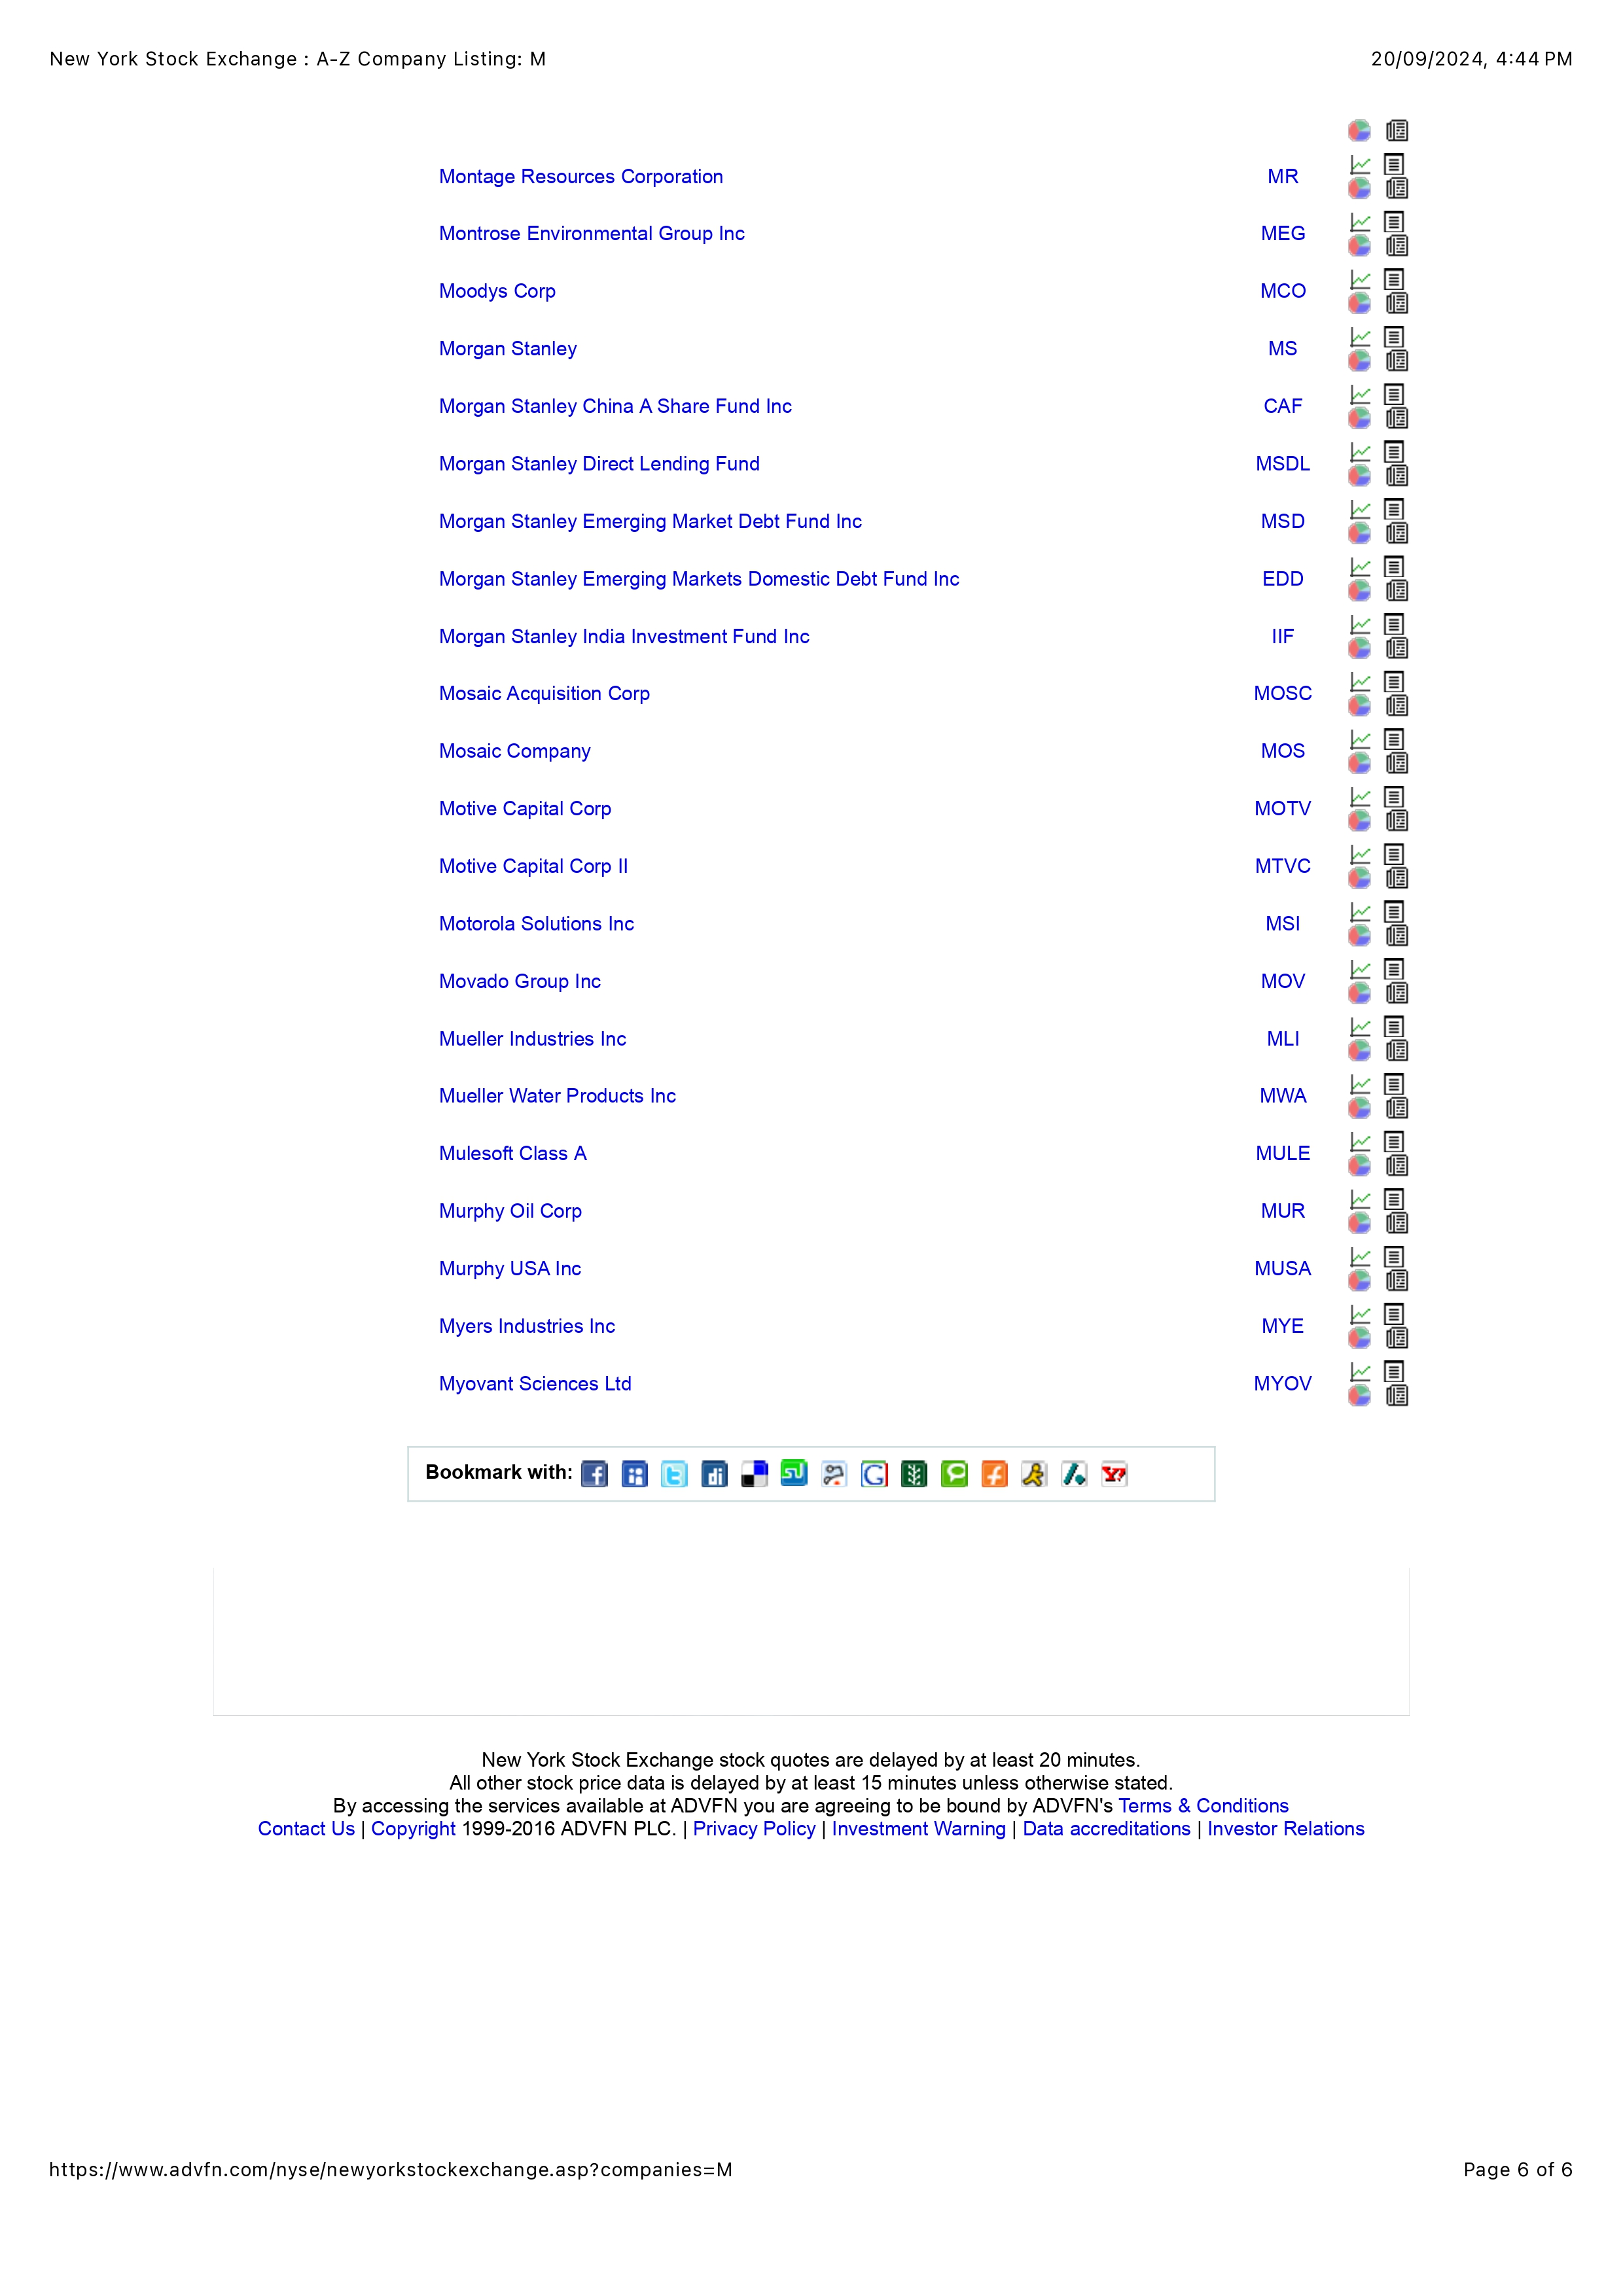 New York Stock Exchange : A-Z Company Listing: M 20/09/2024, 4:44 PM
Montage Resources Corporation MR
Montrose Environmental Group Inc MEG
Moodys Corp MCO
Morgan Stanley MS
Morgan Stanley China A Share Fund Inc CAF
Morgan Stanley Direct Lending Fund MSDL
Morgan Stanley Emerging Market Debt Fund Inc MSD
Morgan Stanley Emerging Markets Domestic Debt Fund Inc EDD
Morgan Stanley India Investment Fund Inc IIF
Mosaic Acquisition Corp MOSC
Mosaic Company MOS
Motive Capital Corp MOTV
Motive Capital Corp II MTVC
Motorola Solutions Inc MSI
Movado Group Inc MOV
Mueller Industries Inc MLI
Mueller Water Products Inc MWA
Mulesoft Class A MULE
Murphy Oil Corp MUR
Murphy USA Inc MUSA
Myers Industries Inc MYE
Myovant Sciences Ltd MYOV
Bookmark with:
New York Stock Exchange stock quotes are delayed by at least 20 minutes.
All other stock price data is delayed by at least 15 minutes unless otherwise stated.
By accessing the services available at ADVFN you are agreeing to be bound by ADVFN's Terms & Conditions
Contact Us | Copyright 1999-2016 ADVFN PLC. | Privacy Policy | Investment Warning | Data accreditations | Investor Relations
https://www.advfn.com/nyse/newyorkstockexchange.asp?companies=M Page 6 of 6